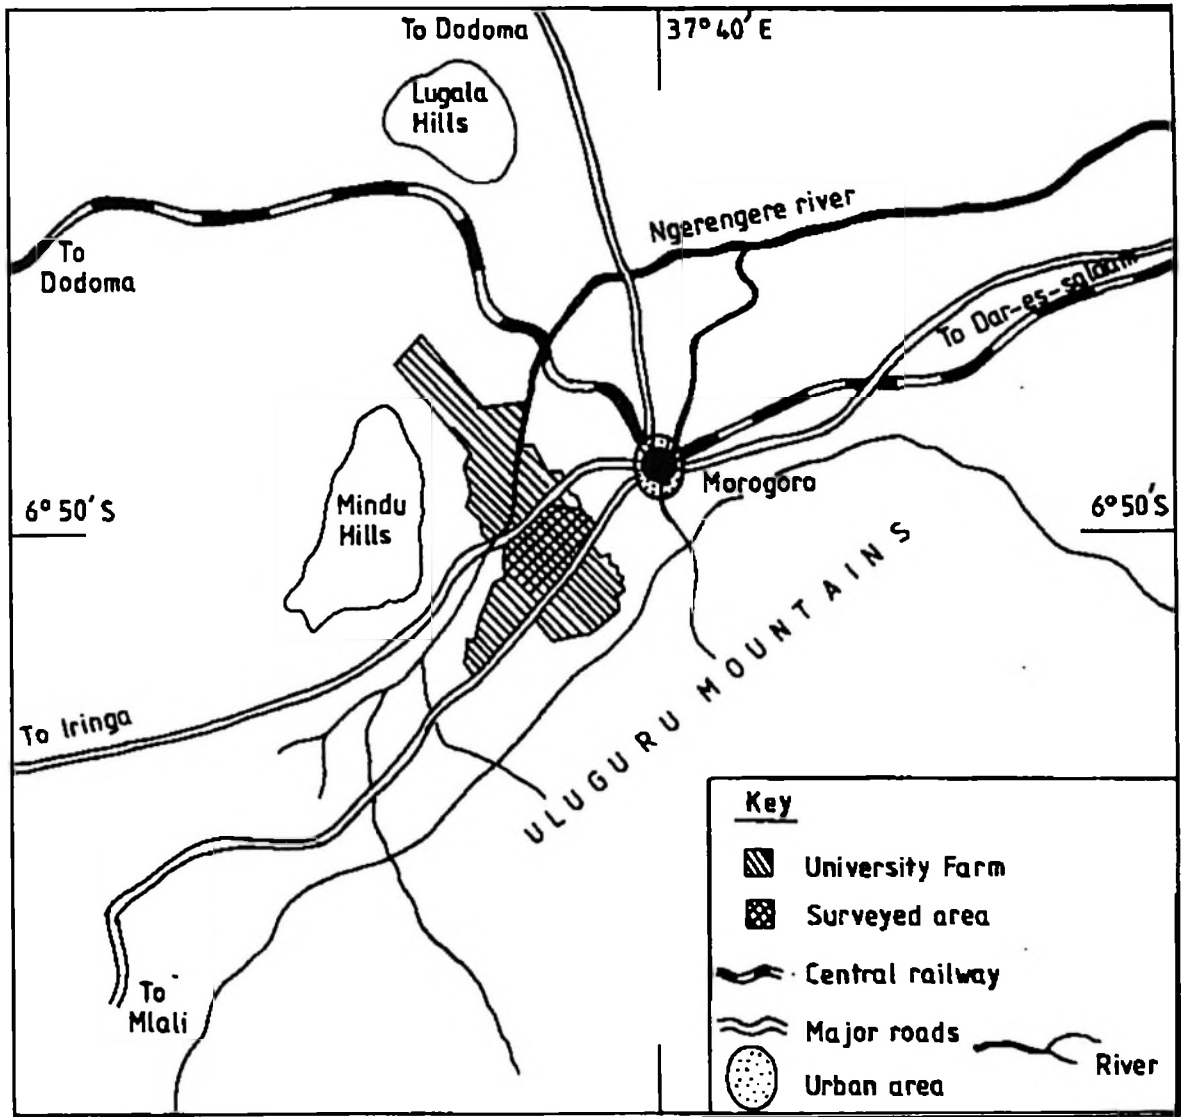 To Dodoma
37°40'E
Lugala
Hills
Ngerengere river
To
Dodoma
To Dar-es-salaam
Morogoro
6°50'S
6°50'S
Mindu
Hills
ULUGURU MOUNTAINS
To Iringa
To
Mlali
Key
University Farm
Surveyed area
Central railway
Major roads
River
Urban area